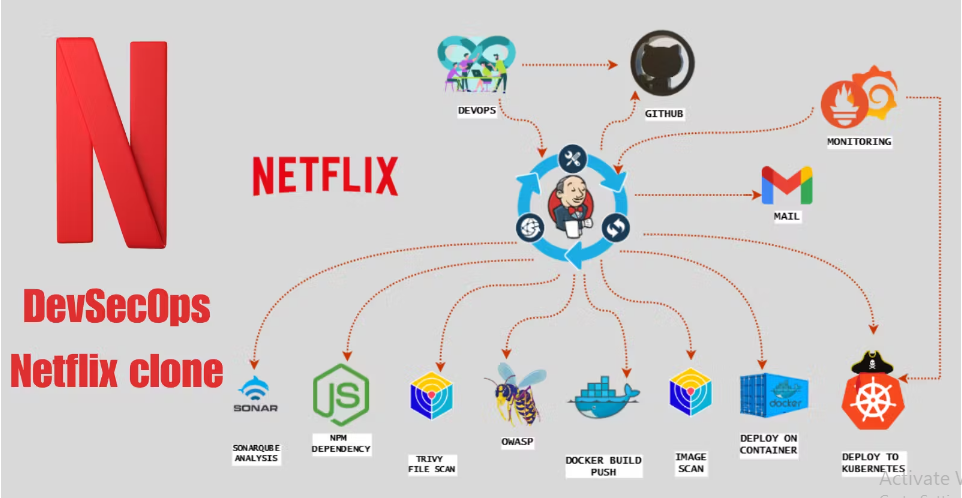 DEVOPS
GITHUB
MONITORING
NETFLIX
MAIL
DevSecOps
Netflix clone
SONAR
JS
docker
SONARQUBE
ANALYSIS
NPM
DEPENDENCY
TRIVY
FILE SCAN
OWASP
DOCKER BUILD
PUSH
IMAGE
SCAN
DEPLOY ON
CONTAINER
DEPLOY TO
KUBERNETES
Activate W